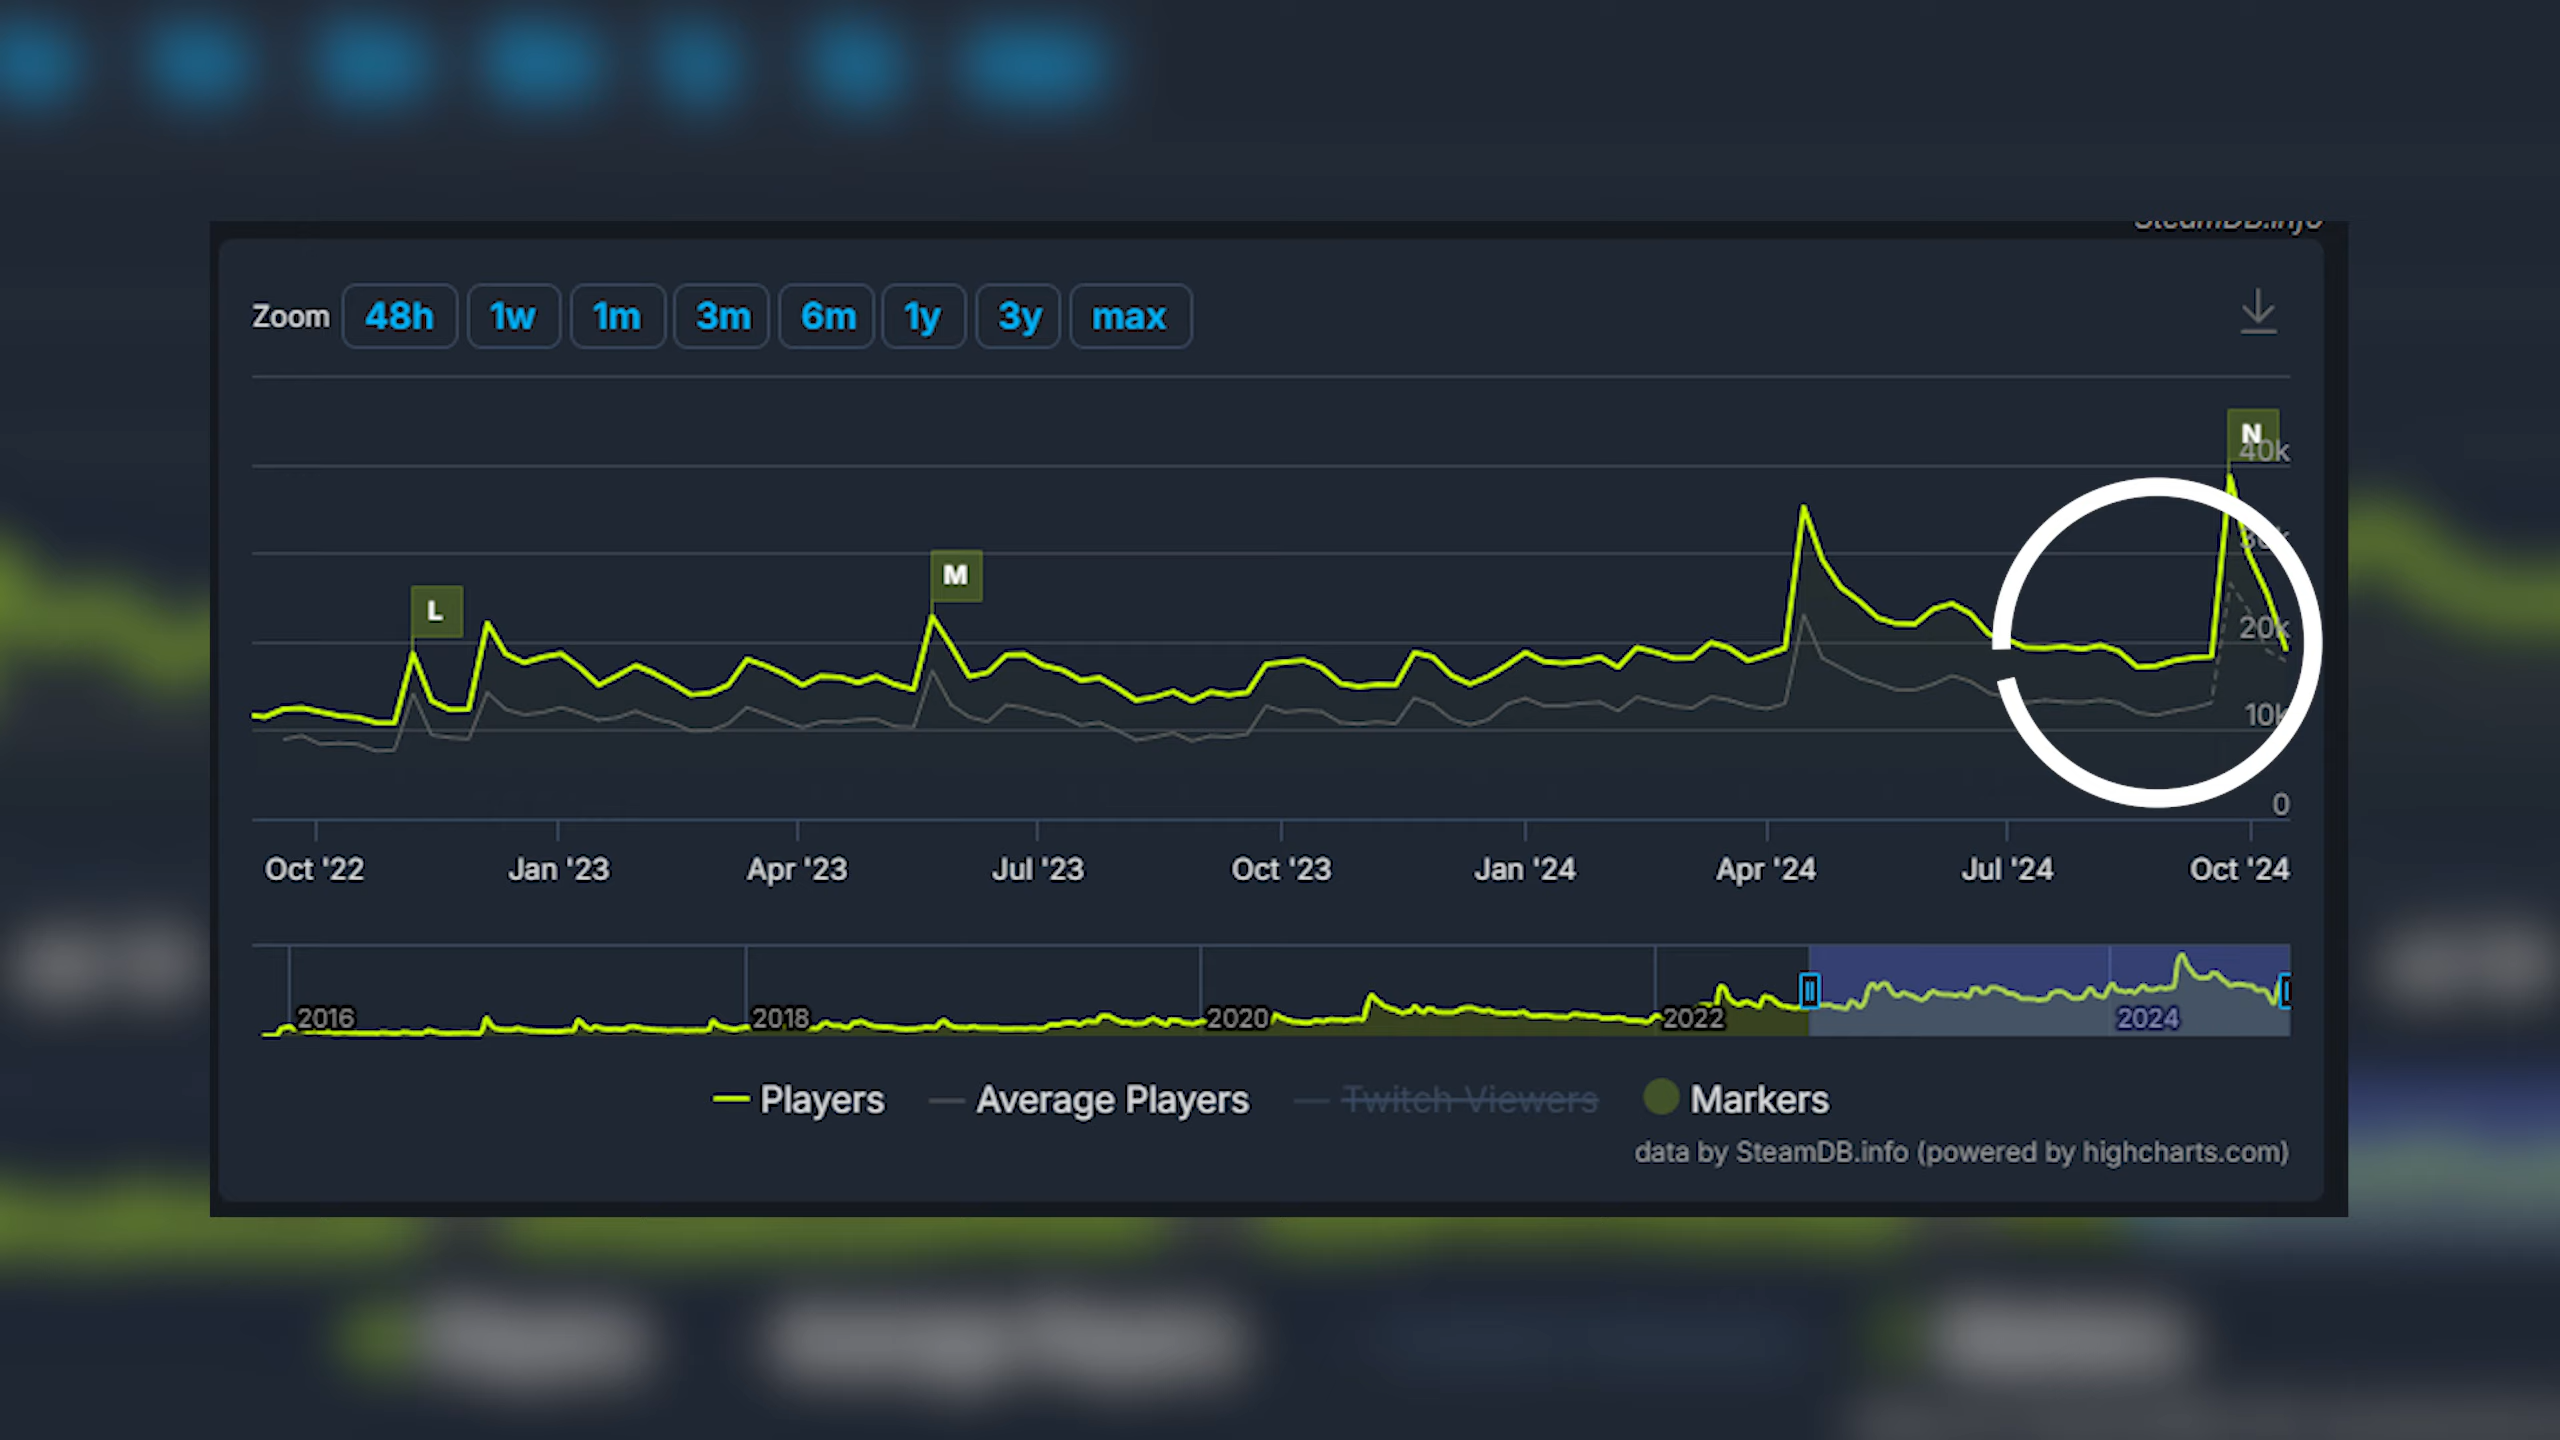 SteamDB.info
Zoom 48h 1w 1m 3m 6m 1y 3y max
N
40k
M
L
20k
10k
0
Oct '22 Jan '23 Apr '23 Jul '23 Oct '23 Jan '24 Apr '24 Jul '24 Oct '24
2016 2018 2020 2022 2024
Players Average Players Twitch Viewers Markers
data by SteamDB.info (powered by highcharts.com)